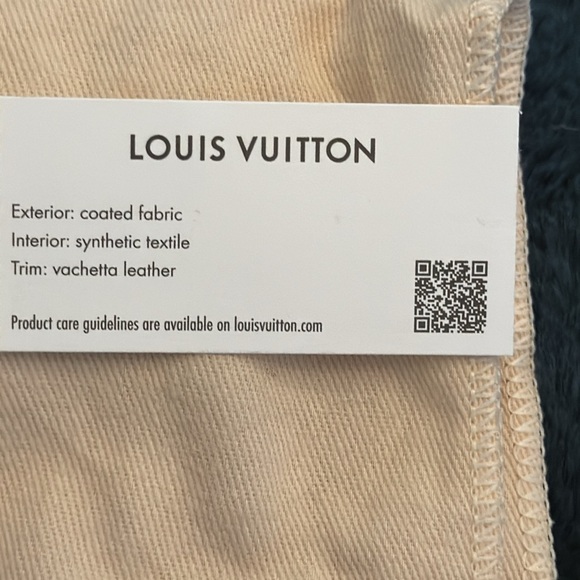 LOUIS VUITTON
Exterior: coated fabric
Interior: synthetic textile
Trim: vachetta leather
Product care guidelines are available on louisvuitton.com